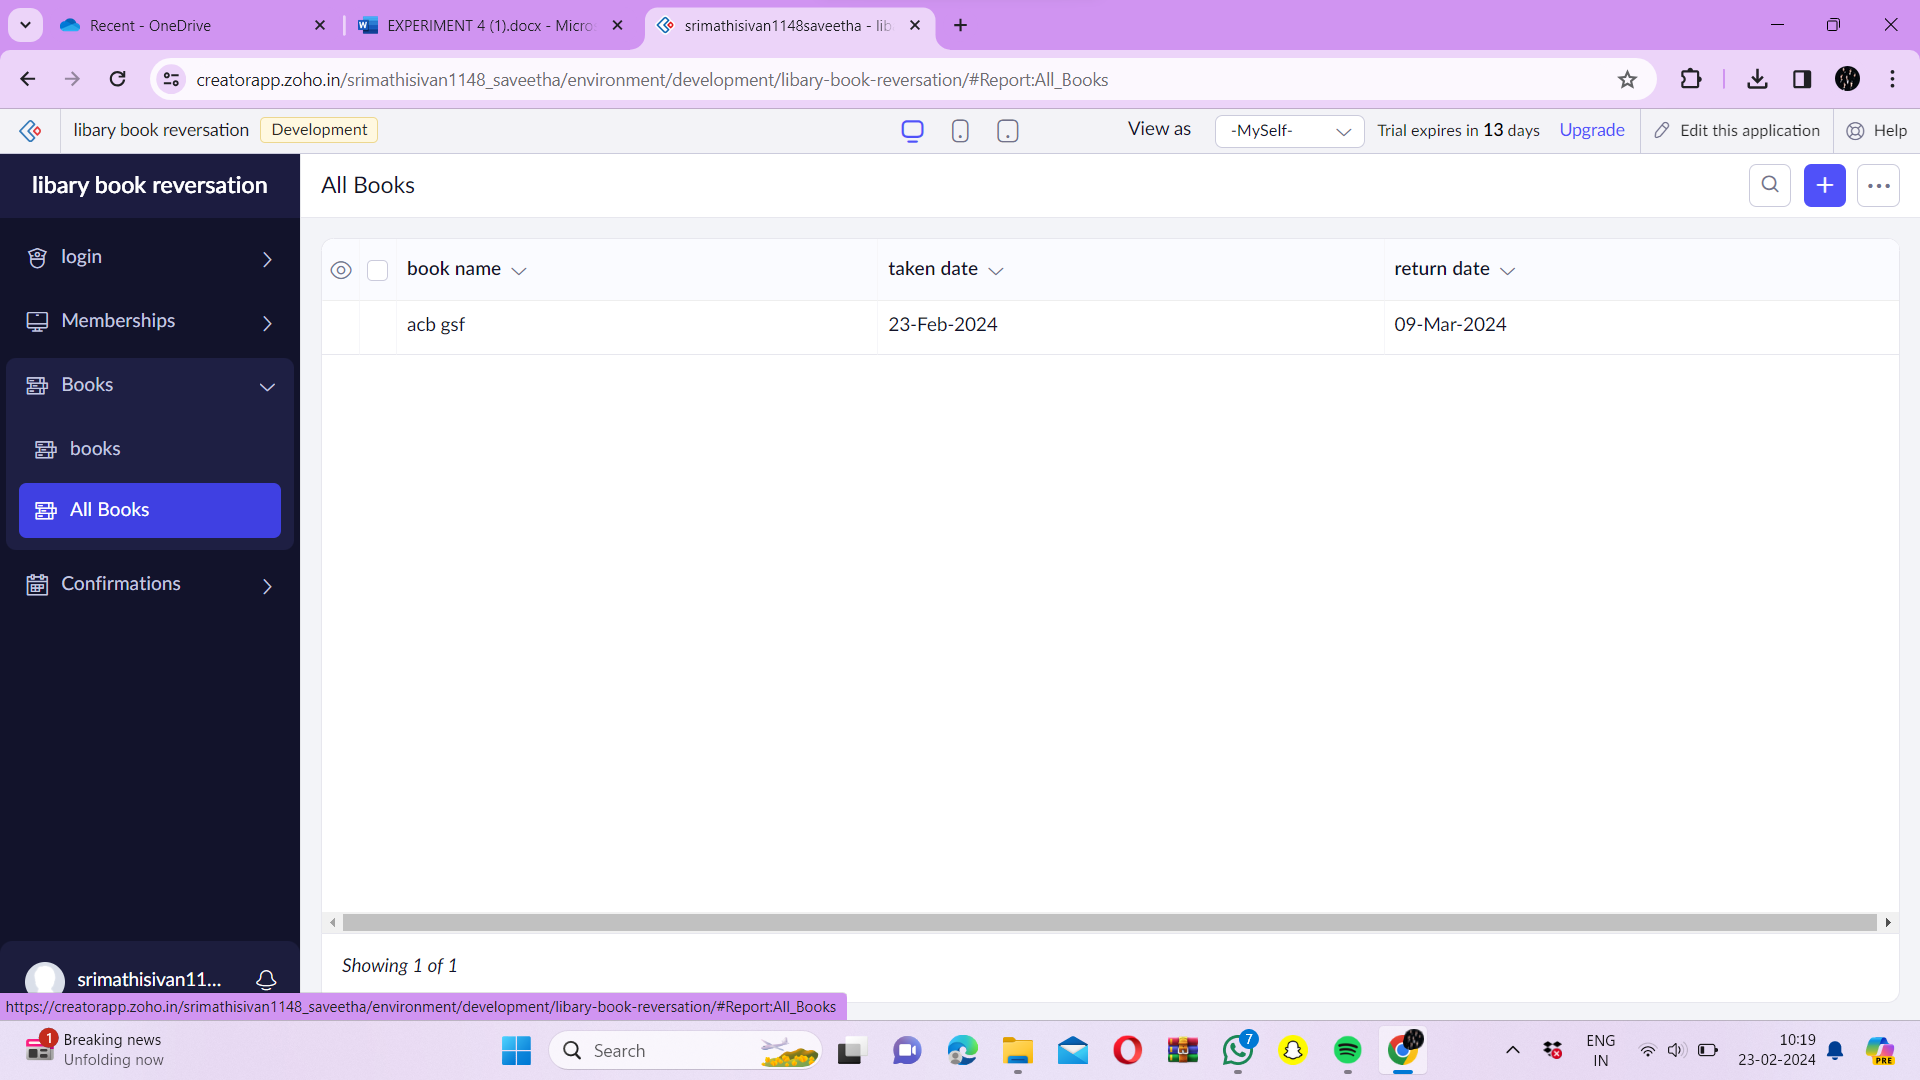 Recent - OneDrive
EXPERIMENT 4 (1).docx - Micro
srimathisivan1148saveetha - lib
creatorapp.zoho.in/srimathisivan1148_saveetha/environment/development/libary-book-reversation/#Report:All_Books
libary book reversation
Development
View as
-MySelf-
Trial expires in 13 days
Upgrade
Edit this application
Help
libary book reversation
All Books
login
Memberships
Books
books
All Books
Confirmations
book name
taken date
return date
acb gsf
23-Feb-2024
09-Mar-2024
Showing 1 of 1
srimathisivan11...
https://creatorapp.zoho.in/srimathisivan1148_saveetha/environment/development/libary-book-reversation/#Report:All_Books
1
Breaking news
Unfolding now
Search
7
ENG
IN
10:19
23-02-2024
PRE